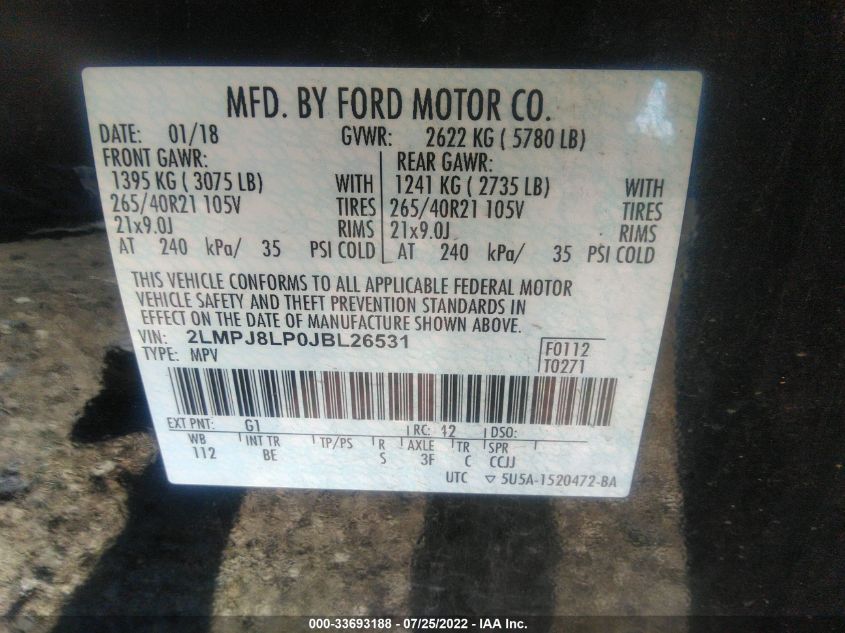 MFD. BY FORD MOTOR CO.
DATE: 01/18 GVWR: 2622 KG ( 5780 LB)
FRONT GAWR: REAR GAWR:
1395 KG ( 3075 LB) WITH 1241 KG ( 2735 LB) WITH
265/40R21 105V TIRES 265/40R21 105V TIRES
21x9.0J RIMS 21x9.0J RIMS
AT 240 kPa/ 35 PSI COLD AT 240 kPa/ 35 PSI COLD
THIS VEHICLE CONFORMS TO ALL APPLICABLE FEDERAL MOTOR
VEHICLE SAFETY AND THEFT PREVENTION STANDARDS IN
EFFECT ON THE DATE OF MANUFACTURE SHOWN ABOVE.
VIN: 2LMPJ8LP0JBL26531 F0112
TYPE: MPV T0271
EXT PNT: G1 RC: 42 DSO:
WB INT TR TP/PS R AXLE TR SPR
112 BE S 3F C CCJJ
UTC ▽ 5U5A-1520472-BA
000-33693188 - 07/25/2022 - IAA Inc.